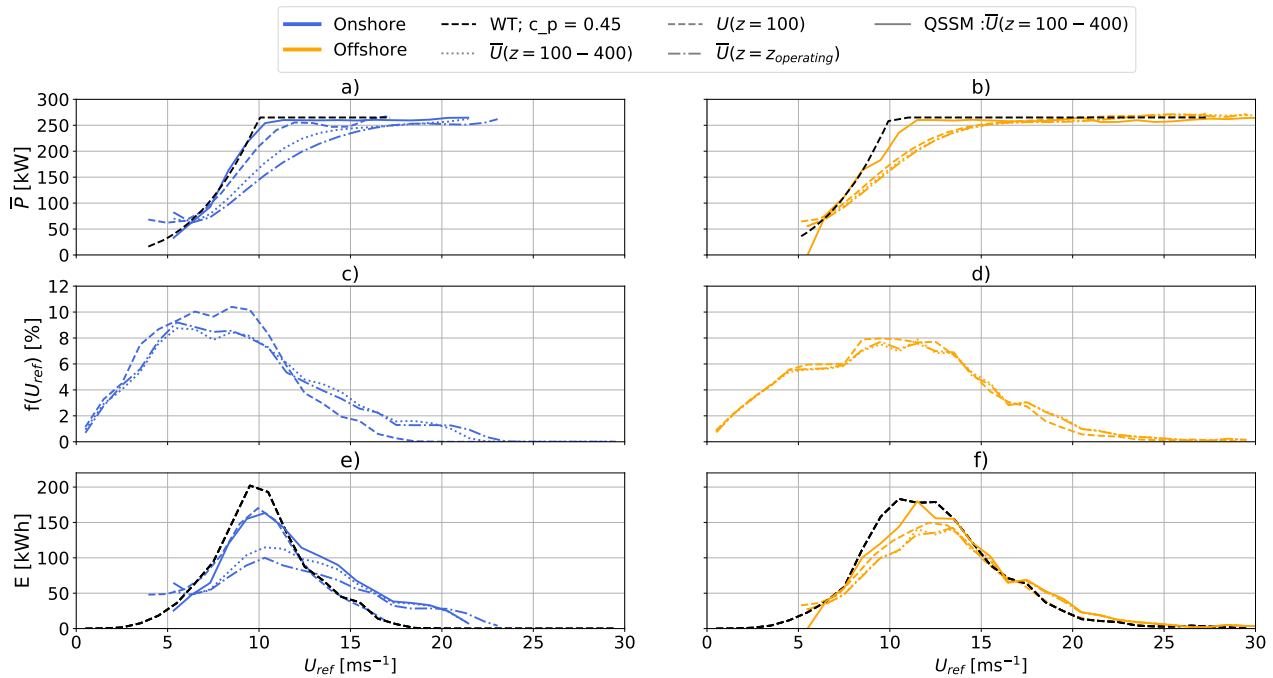 Onshore WT; c_p = 0.45 U(z = 100) QSSM :U̅(z = 100 − 400)
Offshore U̅(z = 100 − 400) U̅(z = z_operating)
a) b)
300
250
200
150
100
50
0
P̅ [kW]
c) d)
12
10
8
6
4
2
0
f(U_ref) [%]
e) f)
200
150
100
50
0
E [kWh]
0 5 10 15 20 25 30 0 5 10 15 20 25 30
U_ref [ms⁻¹] U_ref [ms⁻¹]